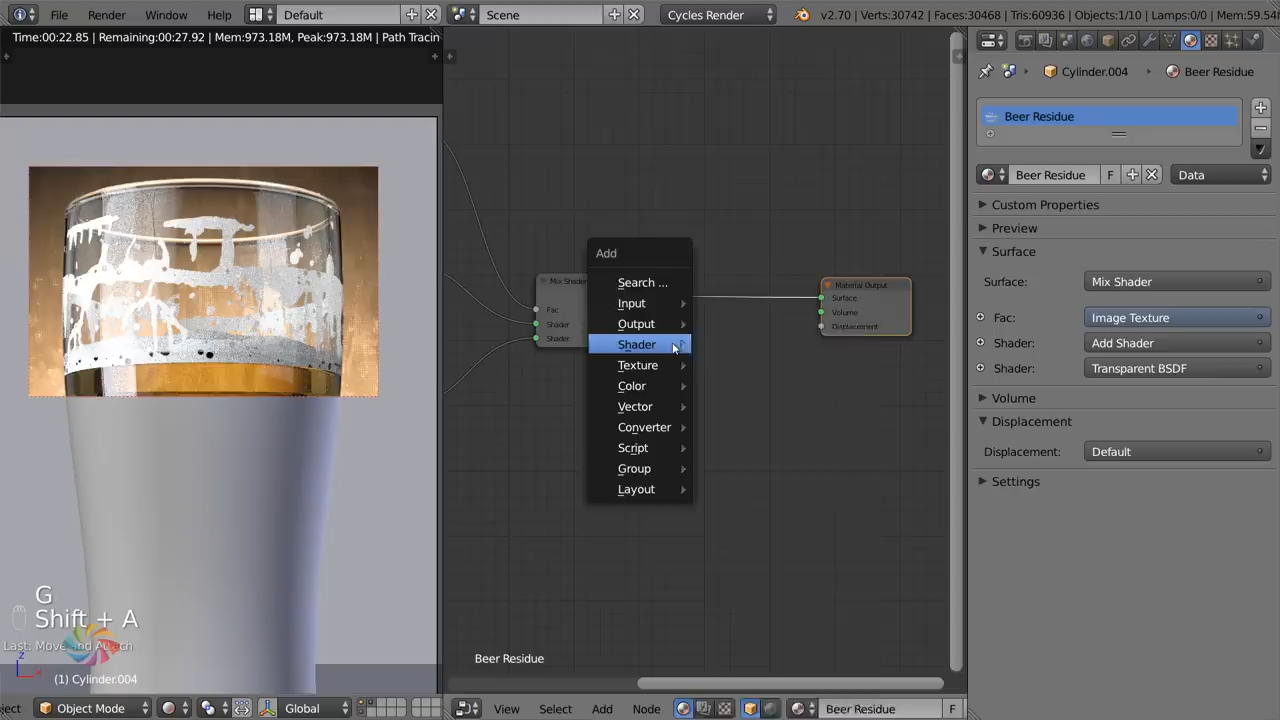 File Render Window Help Default Scene Cycles Render v2.70 | Verts:30742 | Faces:30468 | Tris:60936 | Objects:1/10 | Lamps:0/0 | Mem:59.54
Time:00:22.85 | Remaining:00:27.92 | Mem:973.18M, Peak:973.18M | Path Tracin
Cylinder.004 Beer Residue
Beer Residue
Beer Residue F Data
Custom Properties
Preview
Surface
Surface: Mix Shader
Fac: Image Texture
Shader: Add Shader
Shader: Transparent BSDF
Volume
Displacement
Displacement: Default
Settings
Mix Shader
Fac
Shader
Shader
Add
Search ...
Input
Output
Shader
Texture
Color
Vector
Converter
Script
Group
Layout
Material Output
Surface
Volume
Displacement
Beer Residue
G
Shift + A
Last: Move and Attach
z
(1) Cylinder.004
ject Object Mode Global View Select Add Node Beer Residue F